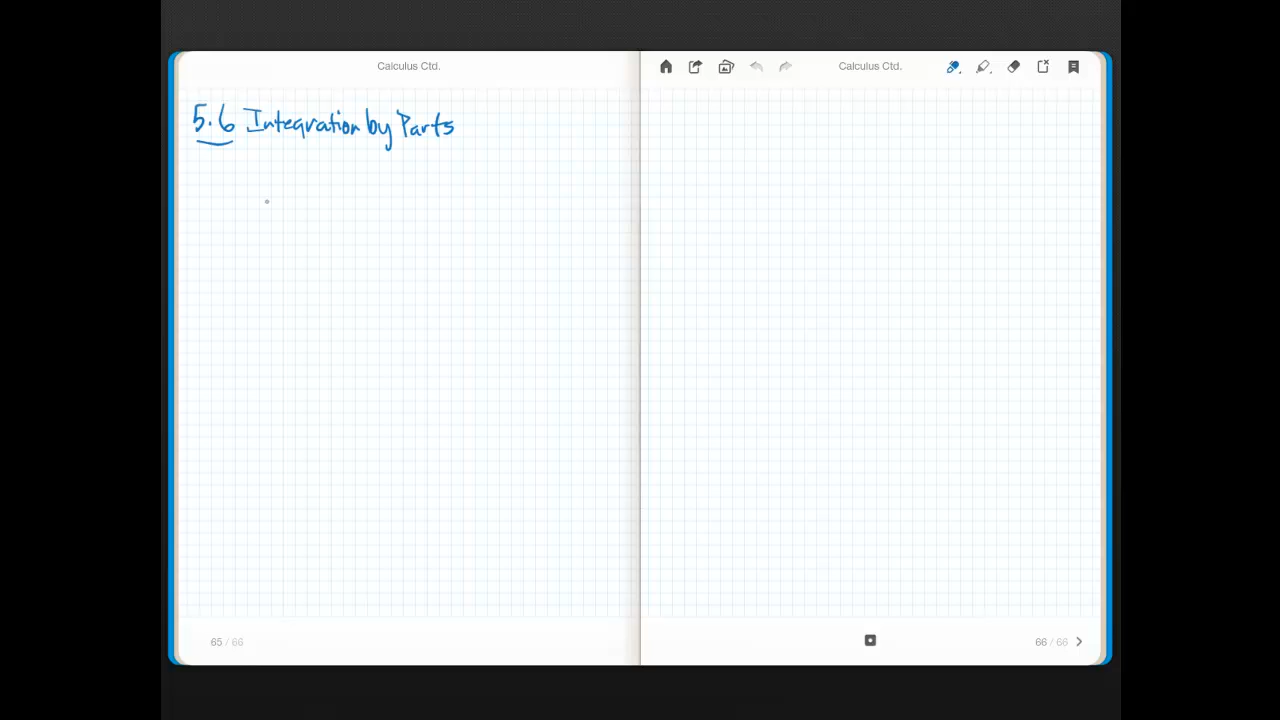 Calculus Ctd.
Calculus Ctd.
5.6 Integration by Parts
65 / 66
66 / 66